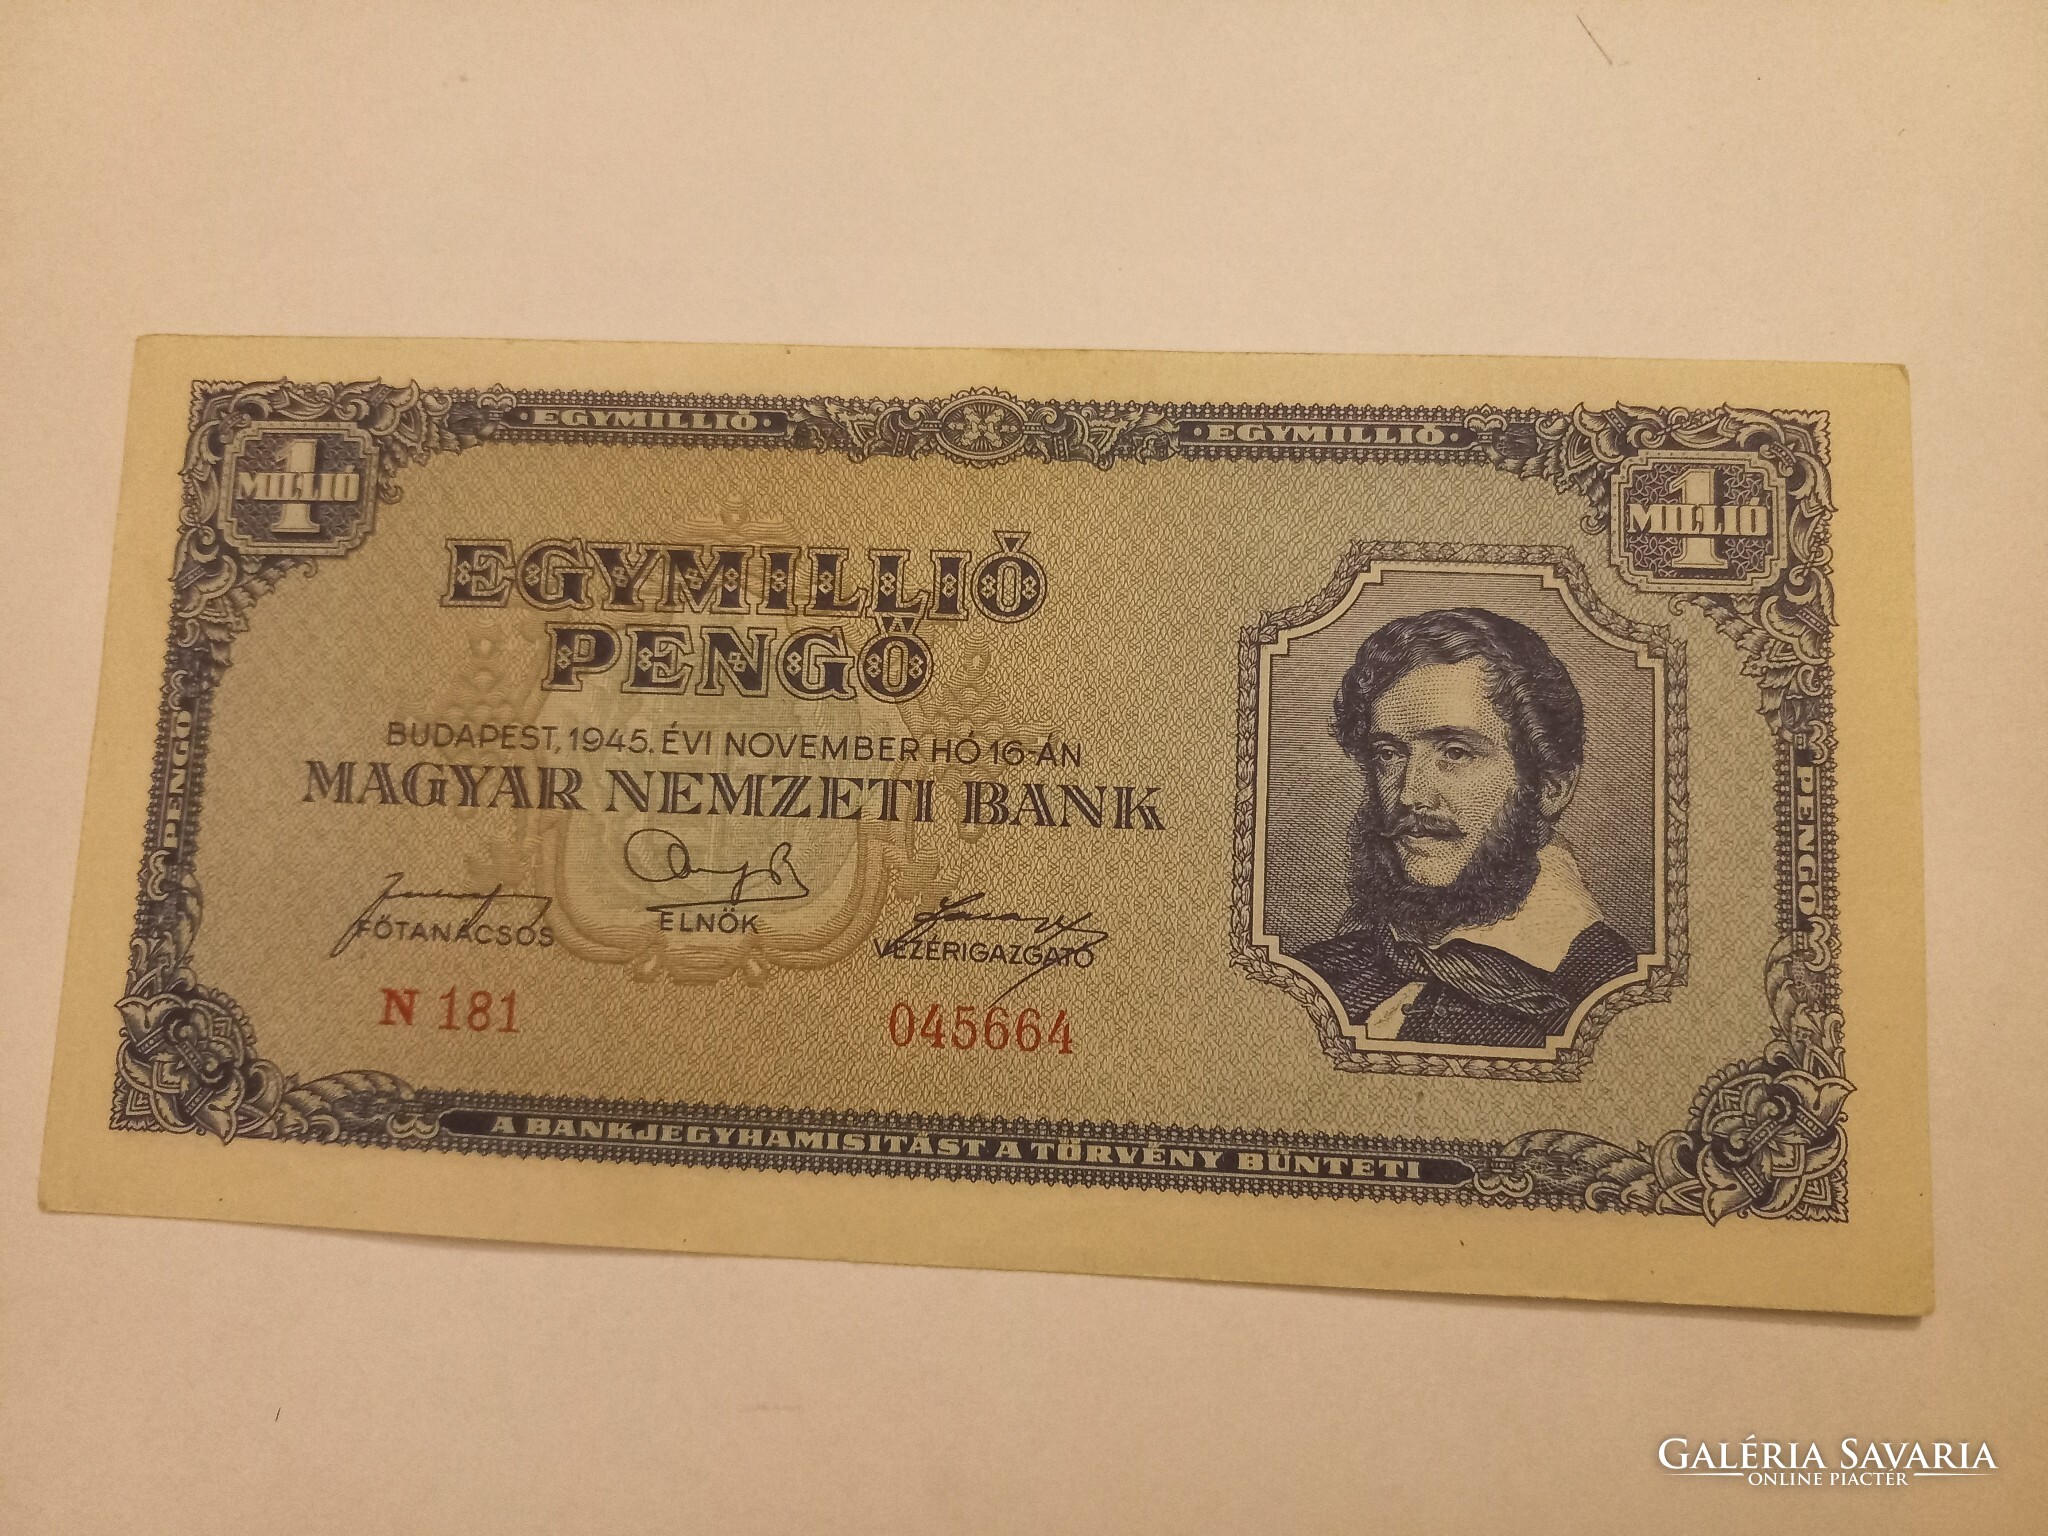 · EGYMILLIÓ ·
· EGYMILLIÓ ·
1 MILLIÓ
1 MILLIÓ
EGYMILLIÓ
PENGŐ
BUDAPEST, 1945. ÉVI NOVEMBER HÓ 16-ÁN
MAGYAR NEMZETI BANK
FŐTANÁCSOS
ELNÖK
VEZÉRIGAZGATÓ
N 181
045664
PENGŐ
PENGŐ
A BANKJEGYHAMISITÁST A TÖRVÉNY BÜNTETI
GALÉRIA SAVARIA
ONLINE PIACTÉR